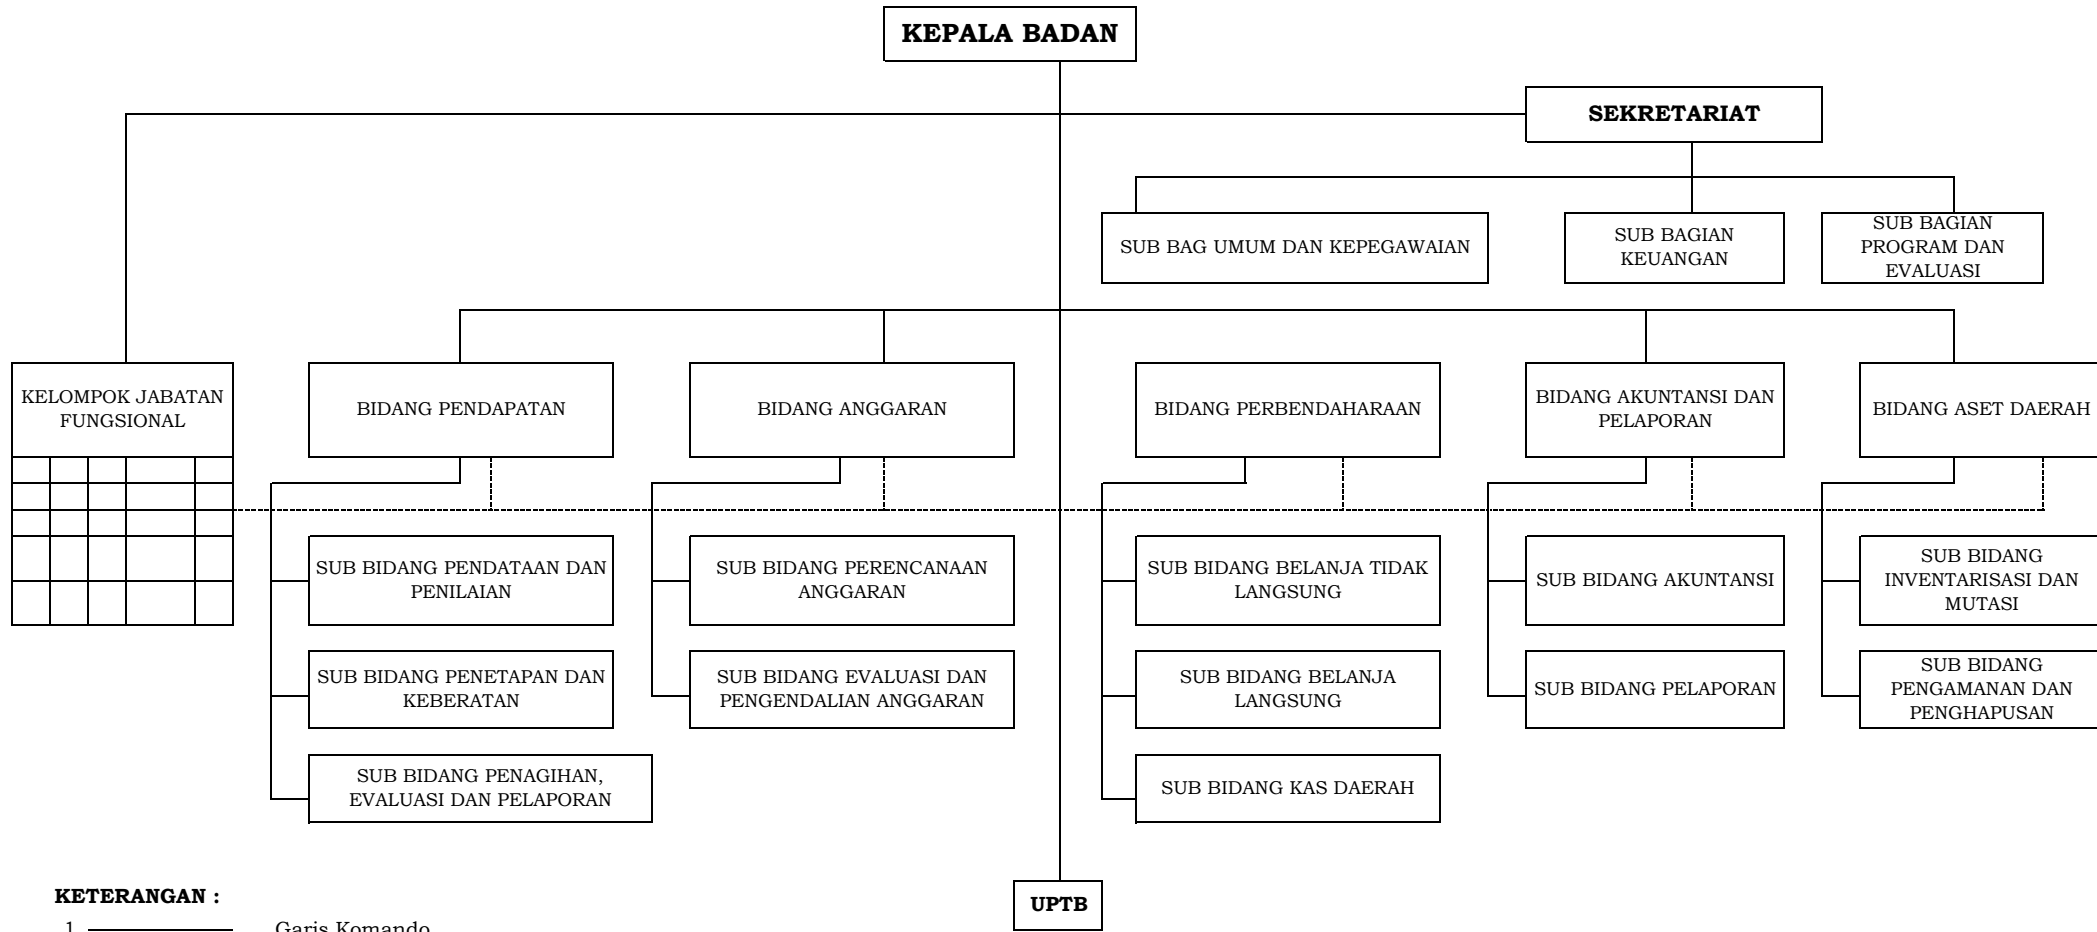 KEPALA BADAN
SEKRETARIAT
SUB BAG UMUM DAN KEPEGAWAIAN
SUB BAGIAN
KEUANGAN
SUB BAGIAN
PROGRAM DAN
EVALUASI
KELOMPOK JABATAN
FUNGSIONAL
BIDANG PENDAPATAN
BIDANG ANGGARAN
BIDANG PERBENDAHARAAN
BIDANG AKUNTANSI DAN
PELAPORAN
BIDANG ASET DAERAH
SUB BIDANG PENDATAAN DAN
PENILAIAN
SUB BIDANG PERENCANAAN
ANGGARAN
SUB BIDANG BELANJA TIDAK
LANGSUNG
SUB BIDANG AKUNTANSI
SUB BIDANG
INVENTARISASI DAN
MUTASI
SUB BIDANG PENETAPAN DAN
KEBERATAN
SUB BIDANG EVALUASI DAN
PENGENDALIAN ANGGARAN
SUB BIDANG BELANJA
LANGSUNG
SUB BIDANG PELAPORAN
SUB BIDANG
PENGAMANAN DAN
PENGHAPUSAN
SUB BIDANG PENAGIHAN,
EVALUASI DAN PELAPORAN
SUB BIDANG KAS DAERAH
UPTB
KETERANGAN :
1 Garis Komando